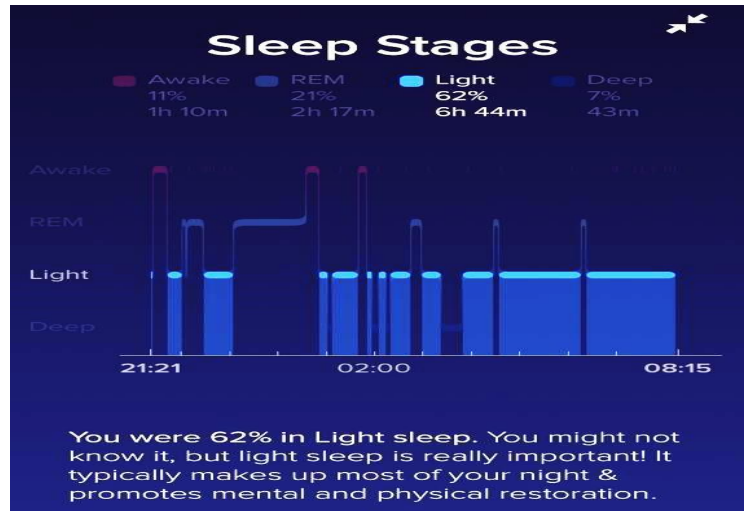 Sleep Stages
Awake REM Light Deep
11% 21% 62% 7%
1h 10m 2h 17m 6h 44m 43m
Awake
REM
Light
Deep
21:21 02:00 08:15
You were 62% in Light sleep. You might not
know it, but light sleep is really important! It
typically makes up most of your night &
promotes mental and physical restoration.